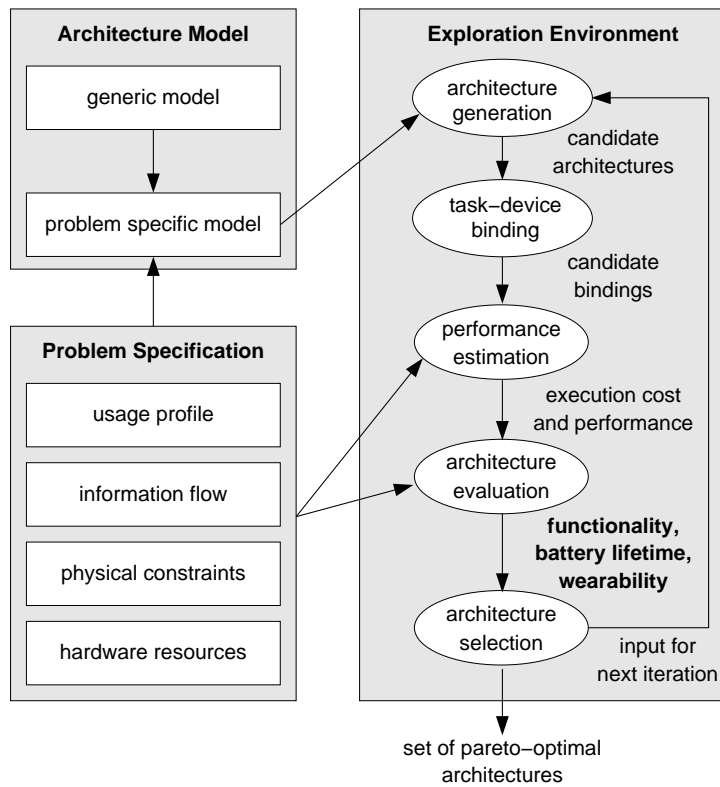 Architecture Model
generic model
problem specific model
Problem Specification
usage profile
information flow
physical constraints
hardware resources
Exploration Environment
architecture
generation
candidate
architectures
task−device
binding
candidate
bindings
performance
estimation
execution cost
and performance
architecture
evaluation
functionality,
battery lifetime,
wearability
architecture
selection
input for
next iteration
set of pareto−optimal
architectures